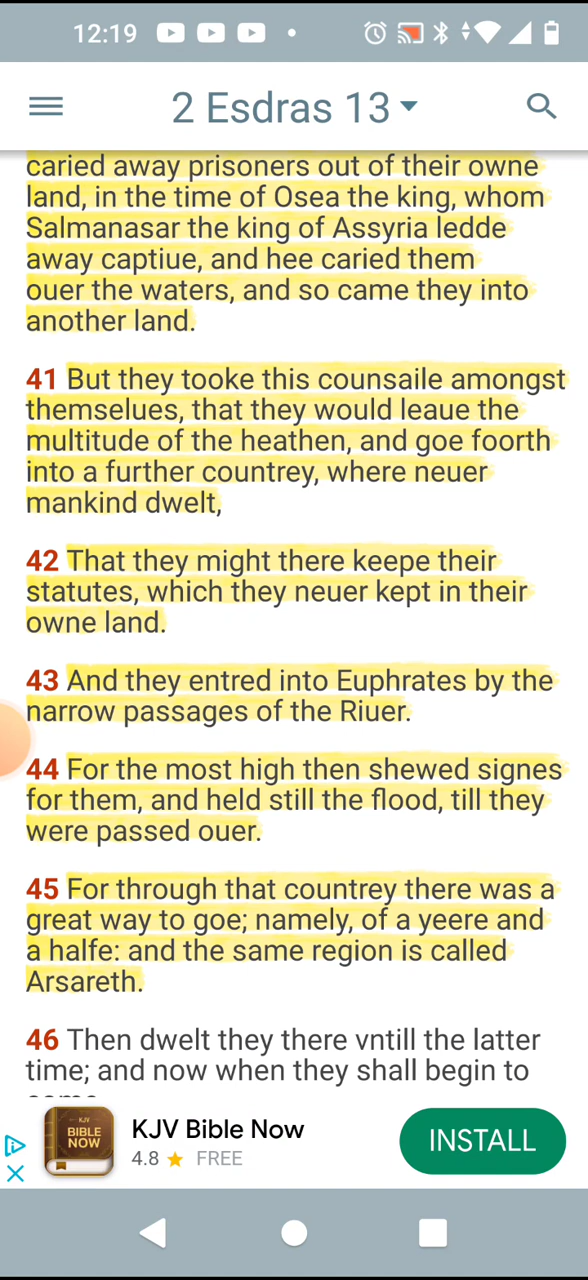 12:19
2 Esdras 13
caried away prisoners out of their owne
land, in the time of Osea the king, whom
Salmanasar the king of Assyria ledde
away captiue, and hee caried them
ouer the waters, and so came they into
another land.
41 But they tooke this counsaile amongst
themselues, that they would leaue the
multitude of the heathen, and goe foorth
into a further countrey, where neuer
mankind dwelt,
42 That they might there keepe their
statutes, which they neuer kept in their
owne land.
43 And they entred into Euphrates by the
narrow passages of the Riuer.
44 For the most high then shewed signes
for them, and held still the flood, till they
were passed ouer.
45 For through that countrey there was a
great way to goe; namely, of a yeere and
a halfe: and the same region is called
Arsareth.
46 Then dwelt they there vntill the latter
time; and now when they shall begin to
KJV
BIBLE
NOW
KJV Bible Now
4.8 ★ FREE
INSTALL